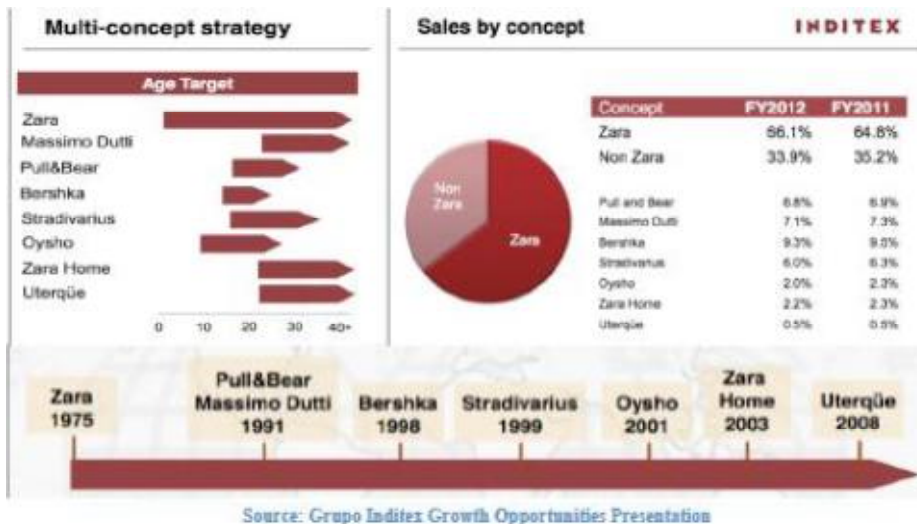 Multi-concept strategy
Age Target
Zara
Massimo Dutti
Pull&Bear
Bershka
Stradivarius
Oysho
Zara Home
Uterqüe
0 10 20 30 40+
Sales by concept
INDITEX
Non
Zara
Zara
Concept FY2012 FY2011
Zara 66.1% 64.8%
Non Zara 33.9% 35.2%
Pull and Bear 6.8% 6.9%
Massimo Dutti 7.1% 7.3%
Bershka 9.3%
Stradivarius 6.0% 6.3%
Oysho 2.0% 2.3%
Zara Home 2.2% 2.3%
Uterqüe 0.5% 0.5%
Zara
1975
Pull&Bear
Massimo Dutti
1991
Bershka
1998
Stradivarius
1999
Oysho
2001
Zara
Home
2003
Uterqüe
2008
Source: Grupo Inditex Growth Opportunities Presentation